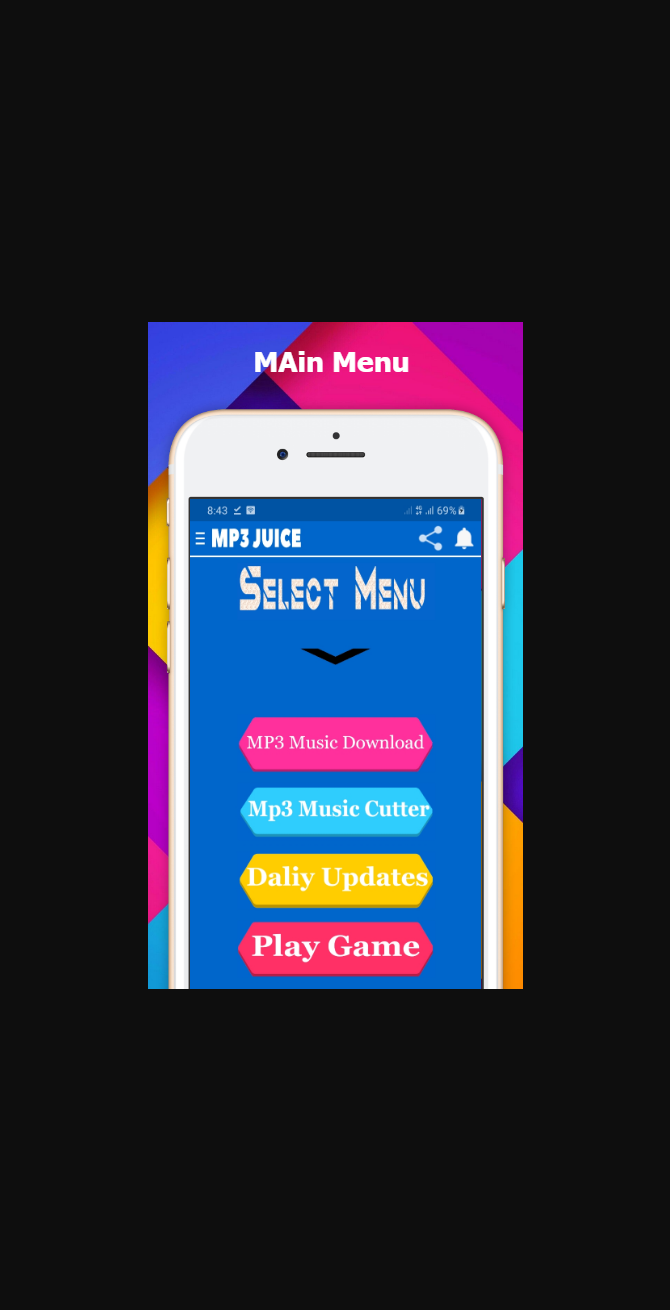 MAin Menu
8:43 69%
MP3 JUICE
Select Menu
MP3 Music Download
Mp3 Music Cutter
Daliy Updates
Play Game